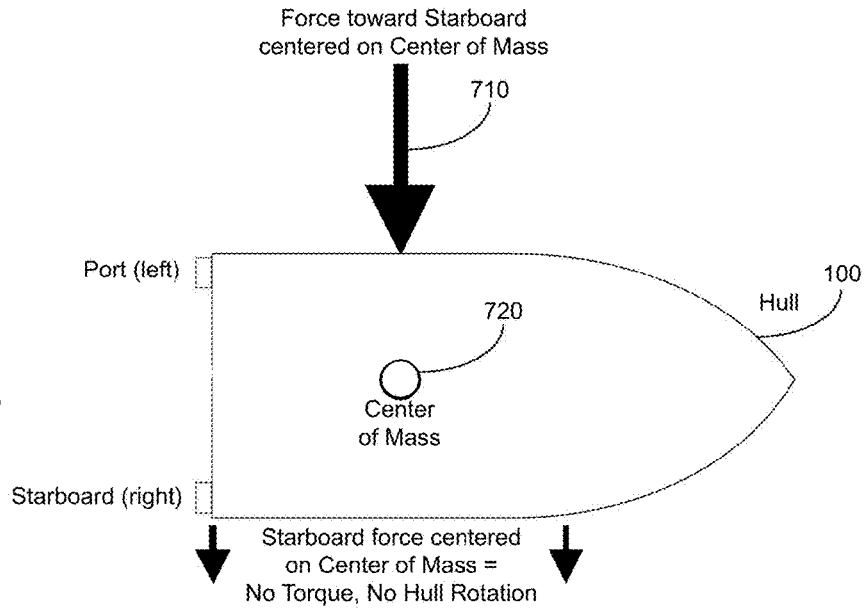 Force toward Starboard
centered on Center of Mass
710
Port (left)
100
Hull
720
Center
of Mass
Starboard (right)
Starboard force centered
on Center of Mass =
No Torque, No Hull Rotation